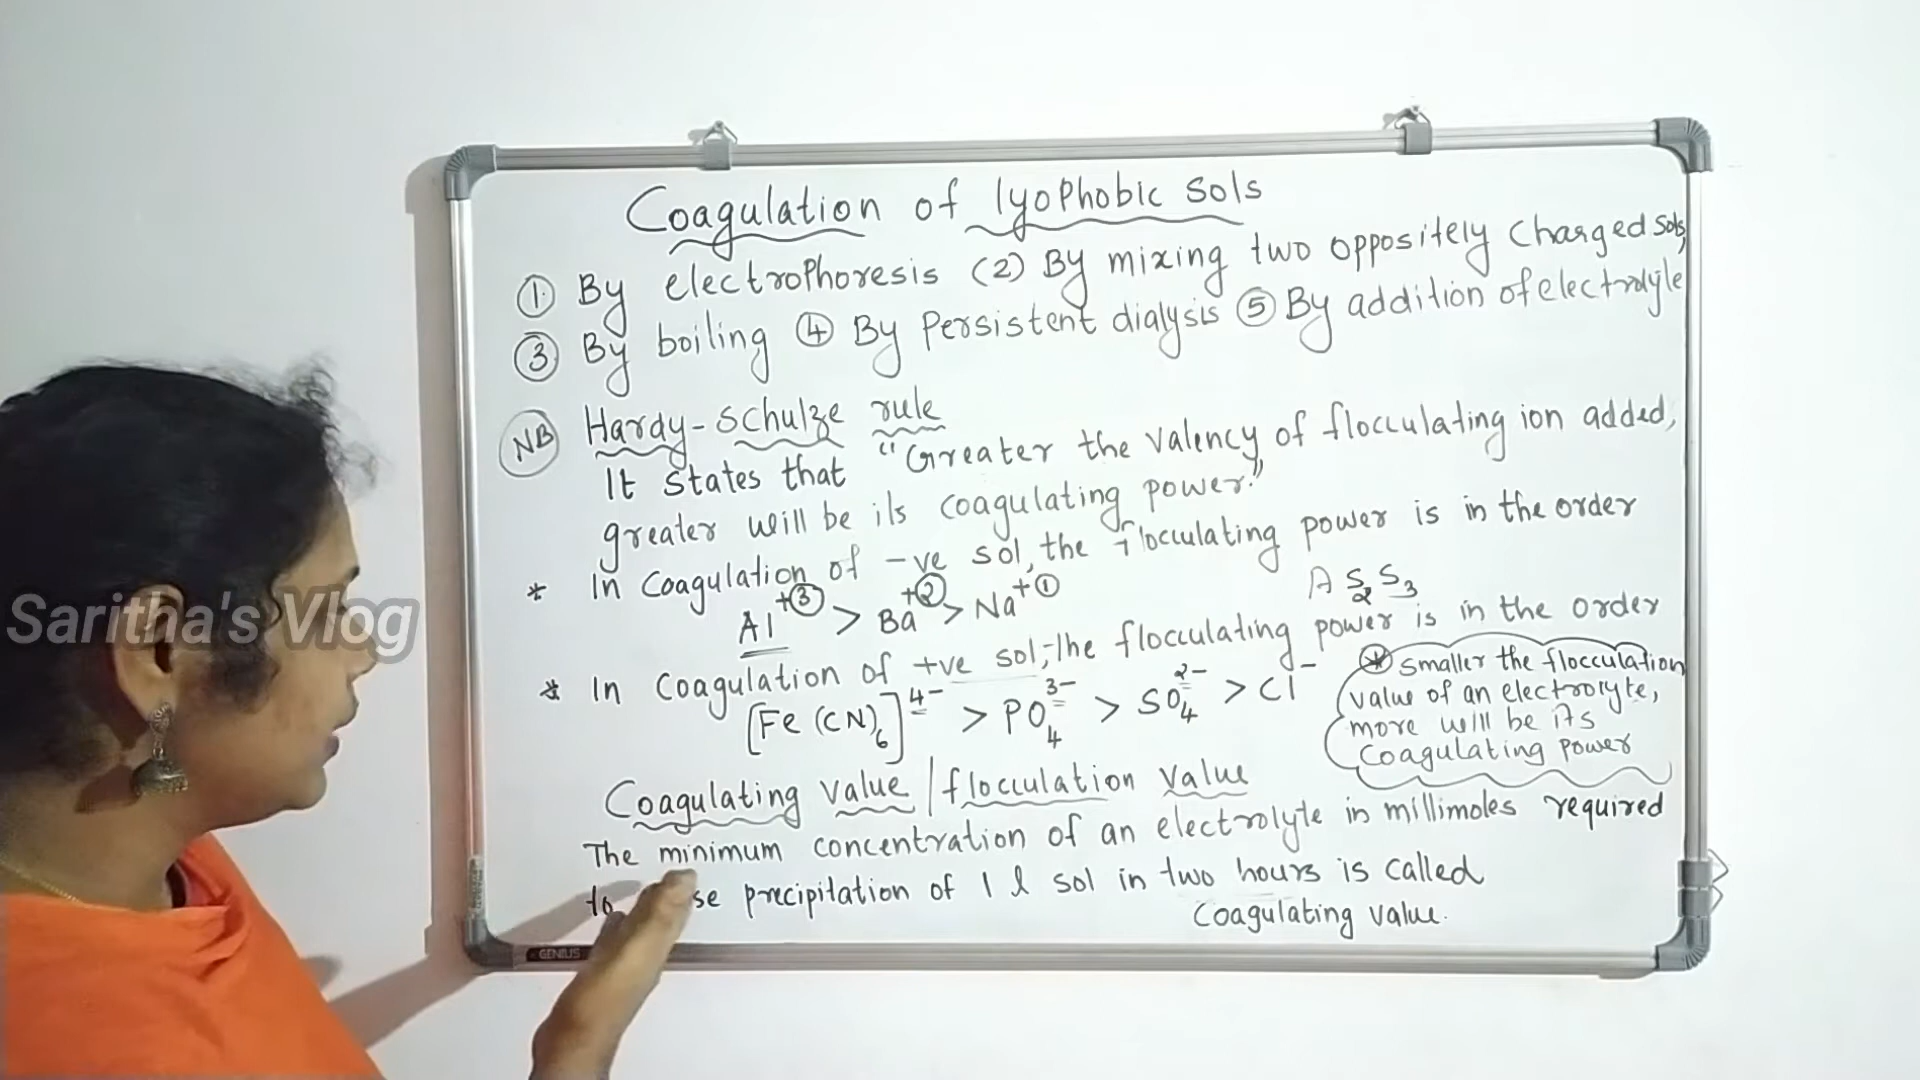 Coagulation of lyophobic sols
① By electrophoresis (2) By mixing two oppositely charged sols,
③ By boiling ④ By Persistent dialysis ⑤ By addition of electrolyte
NB Hardy-Schulze rule
It states that "Greater the valency of flocculating ion added,
greater will be its coagulating power."
* In coagulation of -ve sol, the flocculating power is in the order
Al⁺³ > Ba⁺² > Na⁺¹
AS₂S₃
* In coagulation of +ve sol, the flocculating power is in the order
[Fe(CN)₆]⁴⁻ > PO₄³⁻ > SO₄²⁻ > Cl⁻
* smaller the flocculation
value of an electrolyte,
more will be its
coagulating power
Coagulating value / flocculation value
The minimum concentration of an electrolyte in millimoles required
to se precipitation of 1 l sol in two hours is called
Coagulating value.
GENIUS
Saritha's Vlog